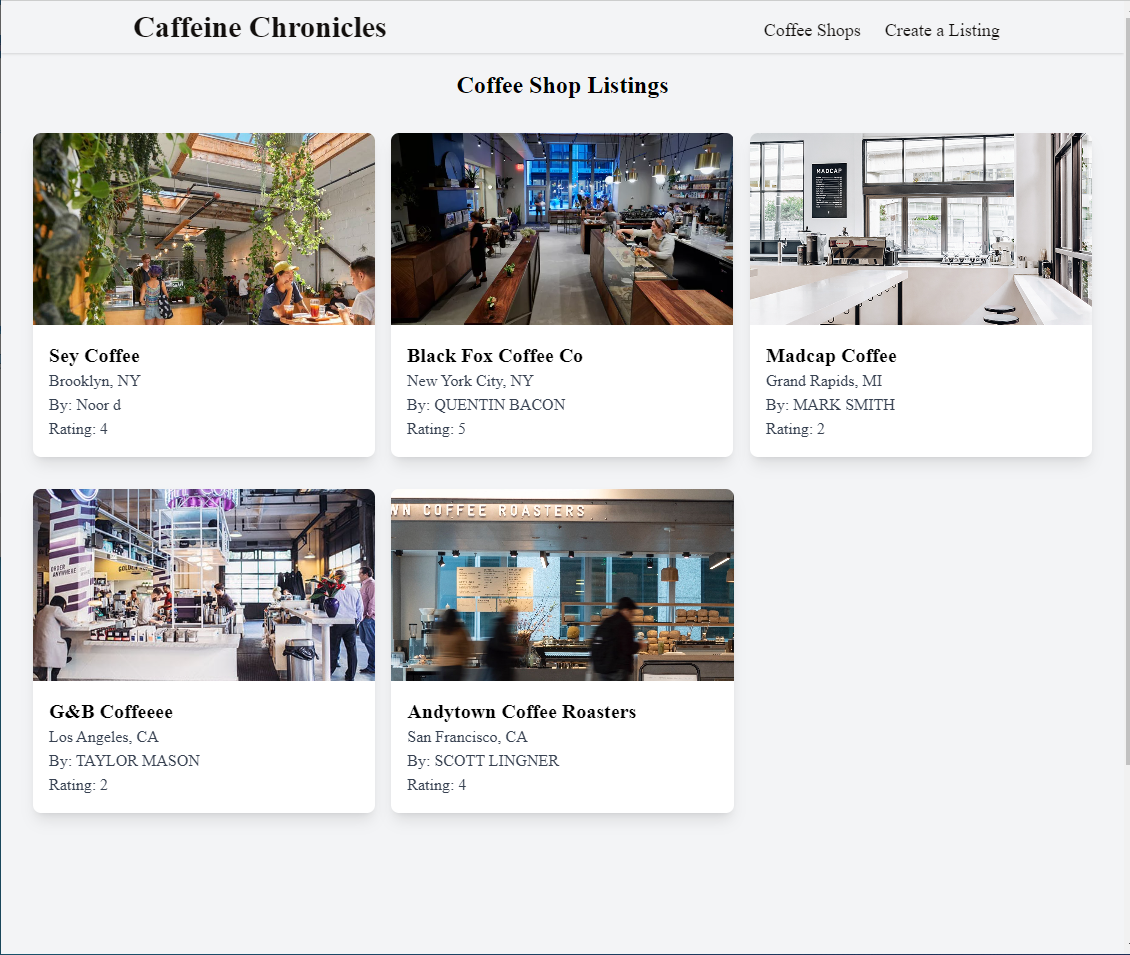 Caffeine Chronicles
Coffee Shops
Create a Listing
Coffee Shop Listings
MADCAP
Sey Coffee
Brooklyn, NY
By: Noor d
Rating: 4
Black Fox Coffee Co
New York City, NY
By: QUENTIN BACON
Rating: 5
Madcap Coffee
Grand Rapids, MI
By: MARK SMITH
Rating: 2
ORDER
ANYWHERE
WN COFFEE ROASTERS
G&B Coffeeee
Los Angeles, CA
By: TAYLOR MASON
Rating: 2
Andytown Coffee Roasters
San Francisco, CA
By: SCOTT LINGNER
Rating: 4